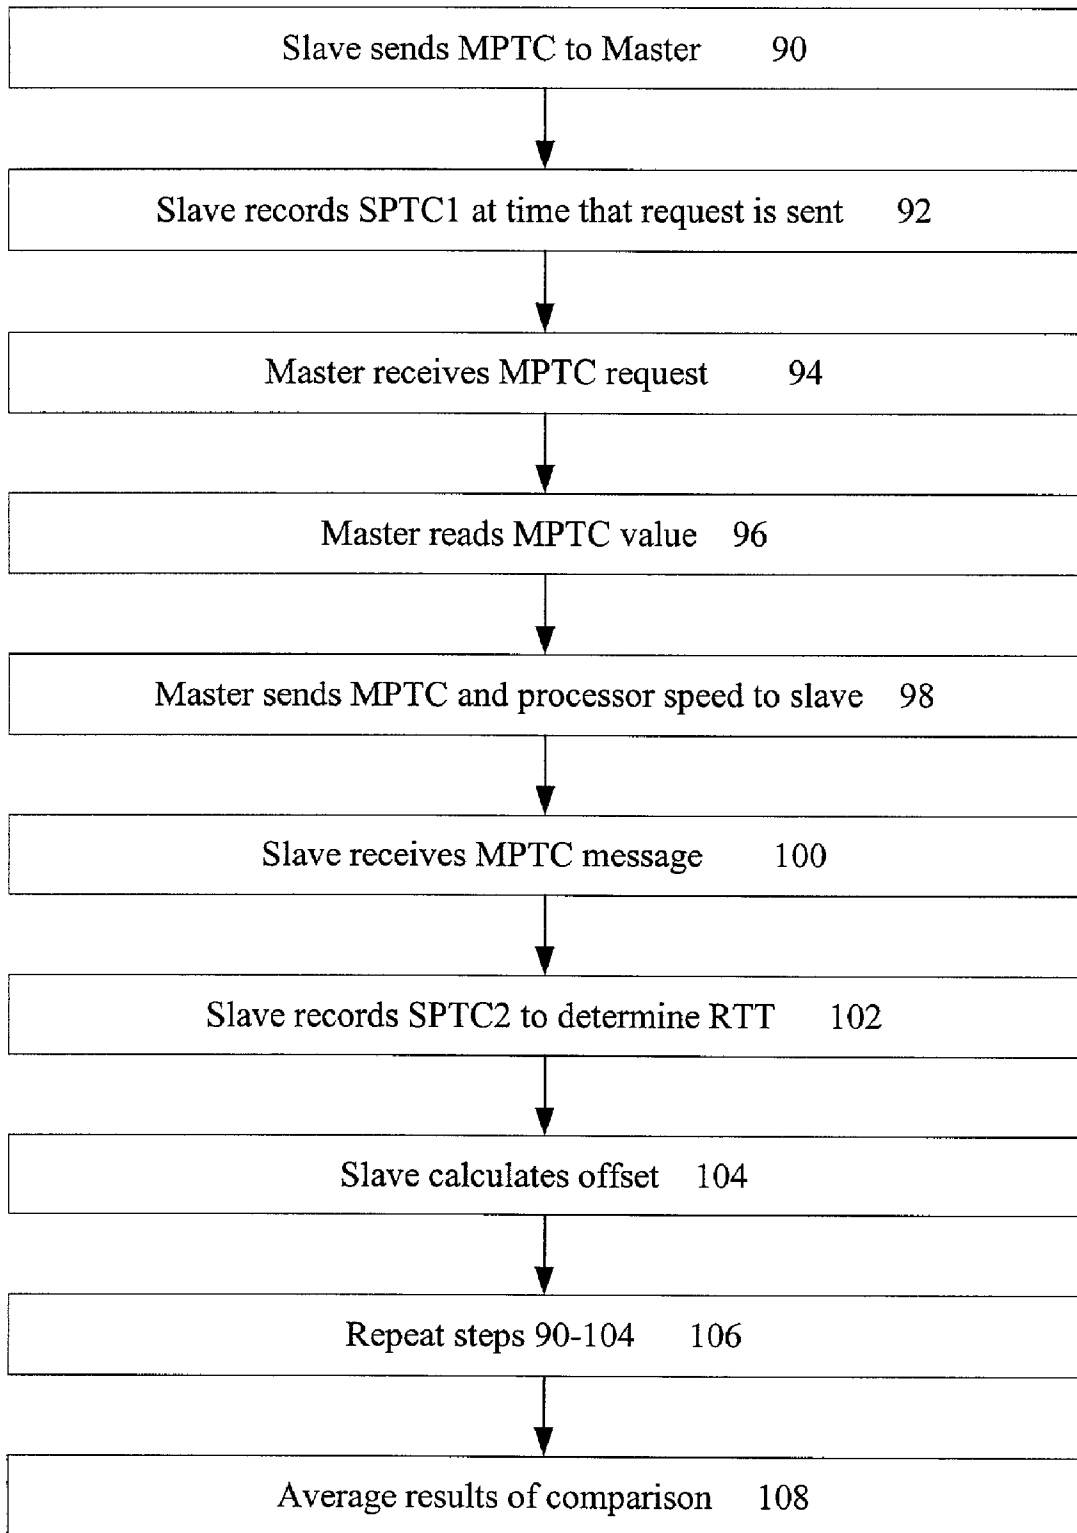 Slave sends MPTC to Master 90
Slave records SPTC1 at time that request is sent 92
Master receives MPTC request 94
Master reads MPTC value 96
Master sends MPTC and processor speed to slave 98
Slave receives MPTC message 100
Slave records SPTC2 to determine RTT 102
Slave calculates offset 104
Repeat steps 90-104 106
Average results of comparison 108